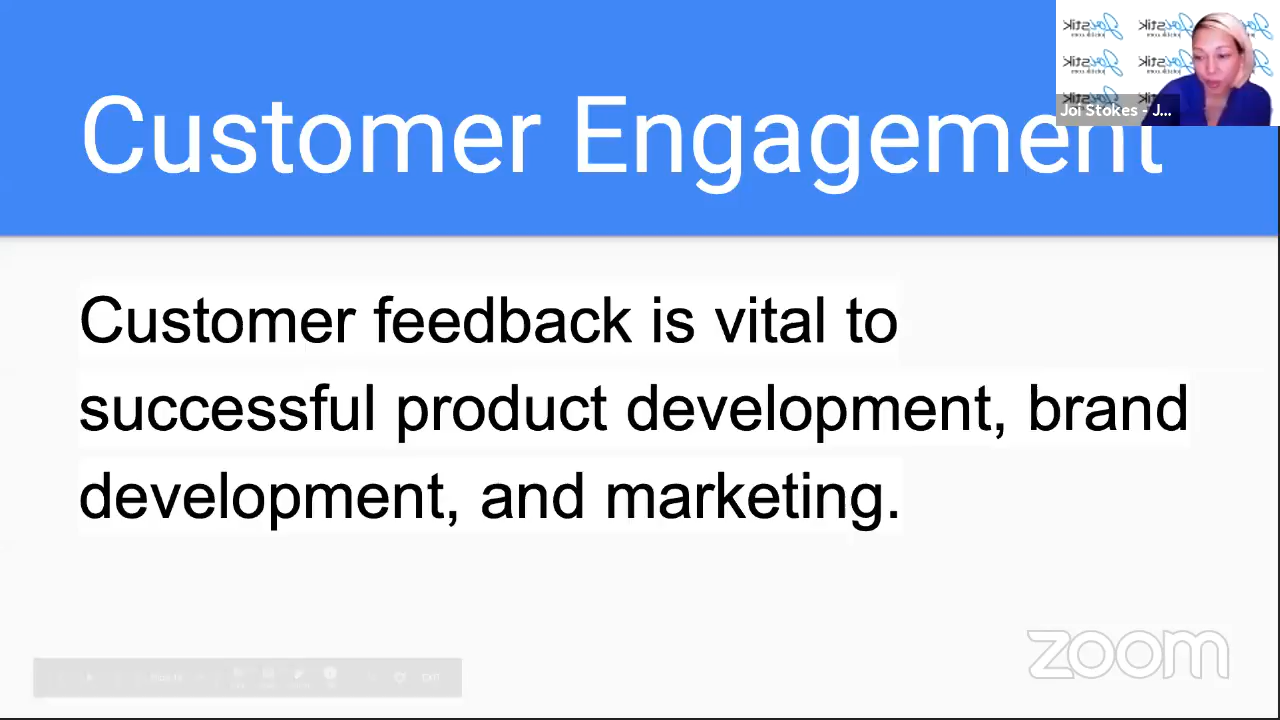 Customer Engagement
Joi Stokes - J...
Customer feedback is vital to
successful product development, brand
development, and marketing.
zoom